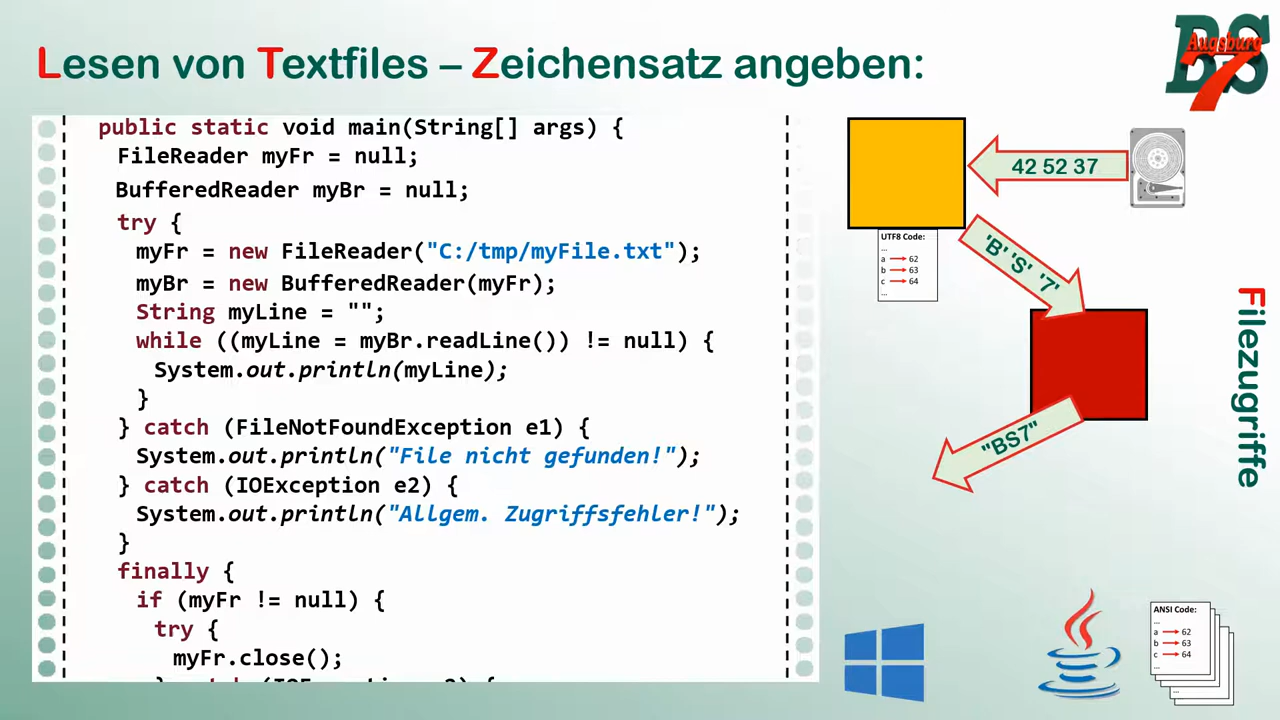 Lesen von Textfiles – Zeichensatz angeben:
BS7
Augsburg
public static void main(String[] args) {
FileReader myFr = null;
BufferedReader myBr = null;
try {
myFr = new FileReader("C:/tmp/myFile.txt");
myBr = new BufferedReader(myFr);
String myLine = "";
while ((myLine = myBr.readLine()) != null) {
System.out.println(myLine);
}
} catch (FileNotFoundException e1) {
System.out.println("File nicht gefunden!");
} catch (IOException e2) {
System.out.println("Allgem. Zugriffsfehler!");
}
finally {
if (myFr != null) {
try {
myFr.close();
42 52 37
UTF8 Code:
...
a 62
b 63
c 64
...
'B' 'S' '7'
"BS7"
Filezugriffe
Java
ANSI Code:
...
a 62
b 63
c 64
...
...